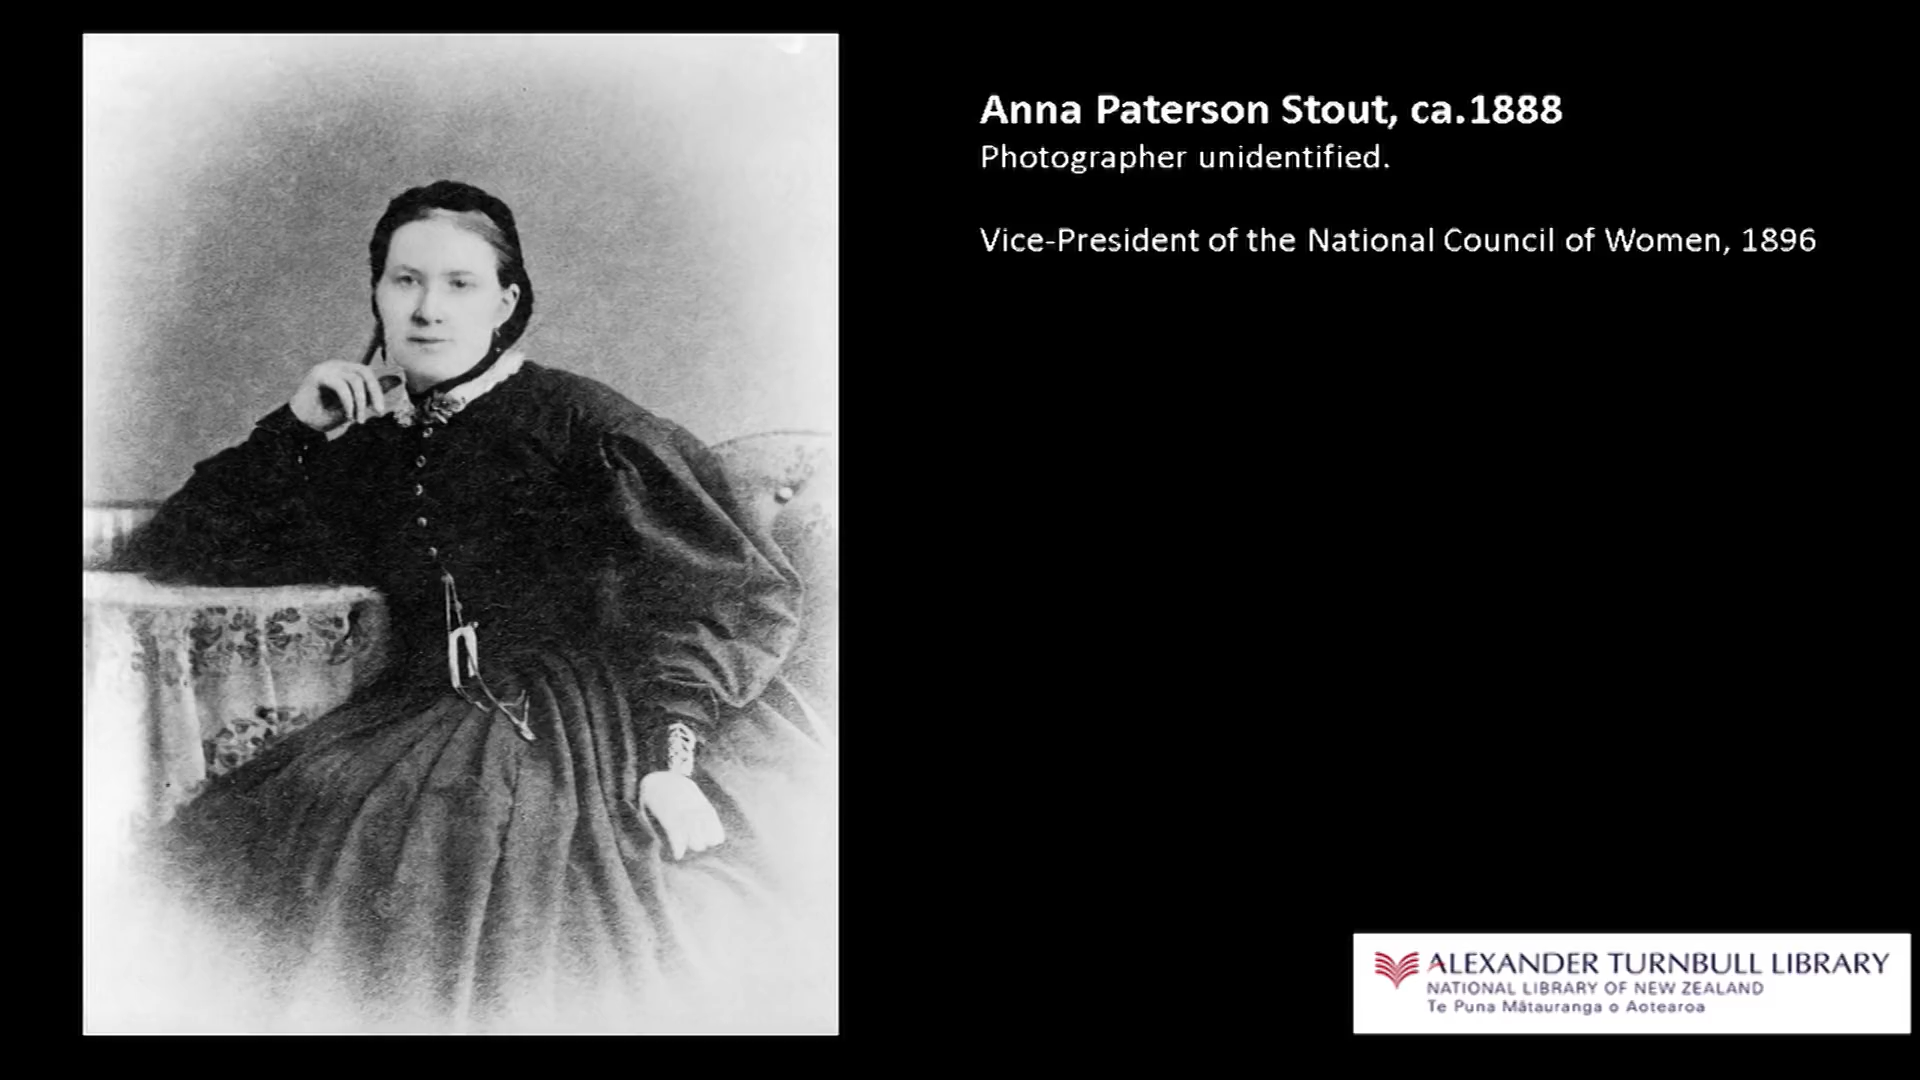 Anna Paterson Stout, ca.1888
Photographer unidentified.
Vice-President of the National Council of Women, 1896
ALEXANDER TURNBULL LIBRARY
NATIONAL LIBRARY OF NEW ZEALAND
Te Puna Mātauranga o Aotearoa